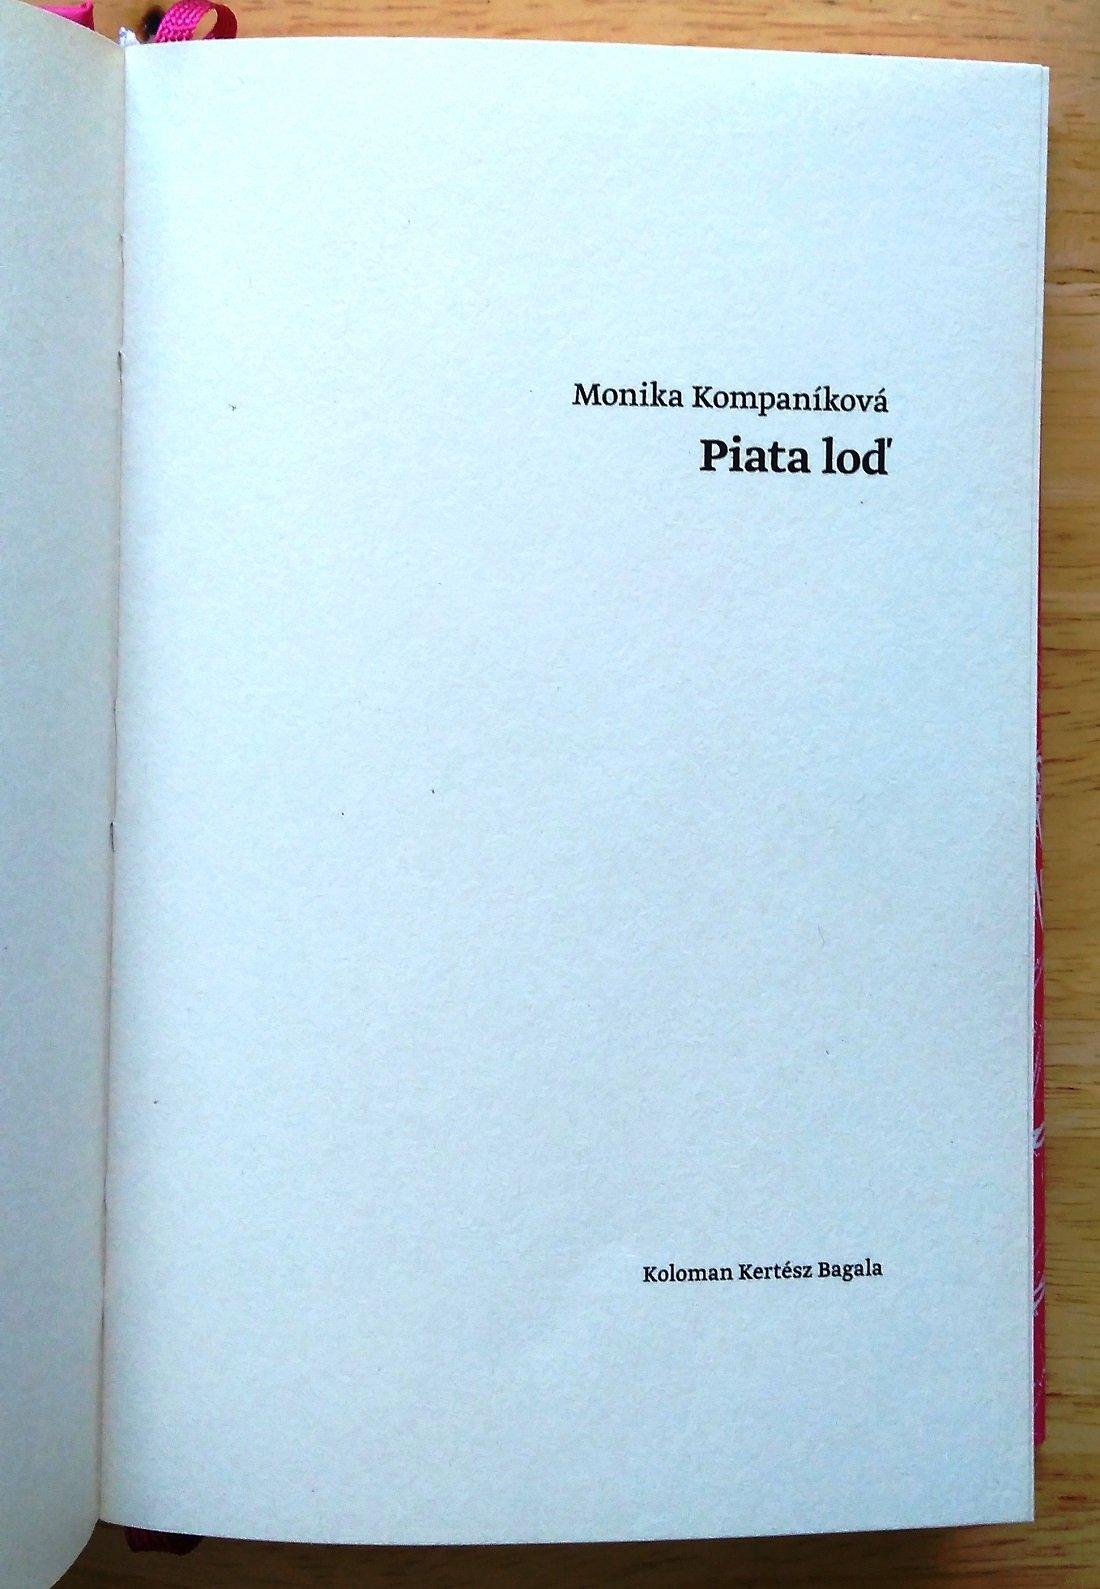 Monika Kompaníková
Piata loď
Koloman Kertész Bagala